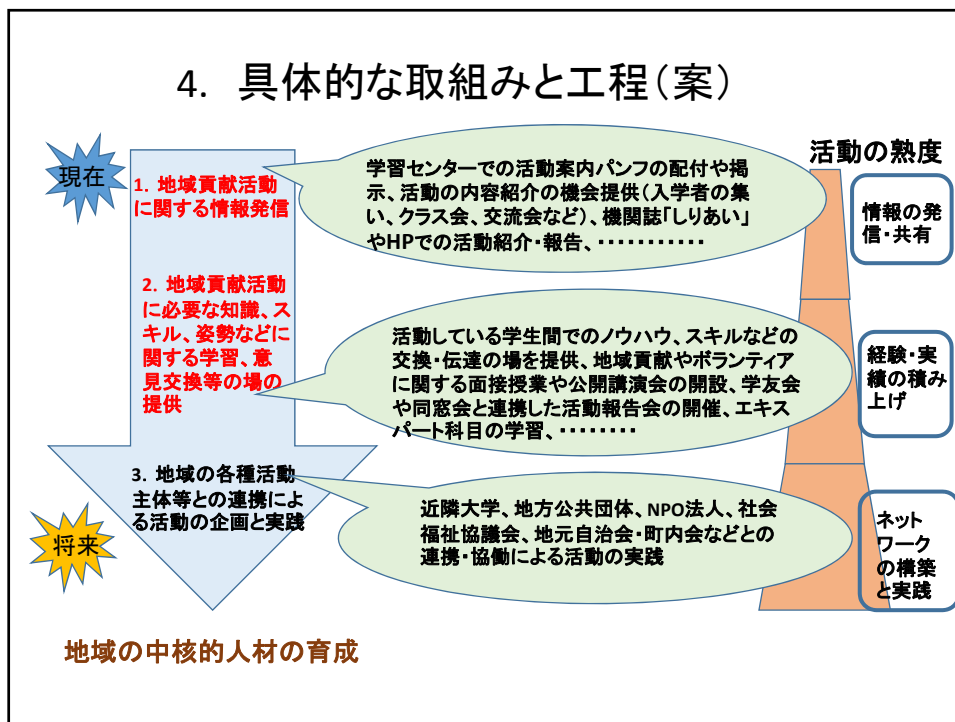 4. 具体的な取組みと工程（案）
現在
1. 地域貢献活動
に関する情報発信
学習センターでの活動案内パンフの配付や掲
示、活動の内容紹介の機会提供（入学者の集
い、クラス会、交流会など）、機関誌「しりあい」
やHPでの活動紹介・報告、・・・・・・・・・・・
活動の熟度
情報の発
信・共有
2. 地域貢献活動
に必要な知識、ス
キル、姿勢などに
関する学習、意
見交換等の場の
提供
活動している学生間でのノウハウ、スキルなどの
交換・伝達の場を提供、地域貢献やボランティア
に関する面接授業や公開講演会の開設、学友会
や同窓会と連携した活動報告会の開催、エキス
パート科目の学習、・・・・・・・・
経験・実
績の積み
上げ
3. 地域の各種活動
主体等との連携によ
る活動の企画と実践
近隣大学、地方公共団体、NPO法人、社会
福祉協議会、地元自治会・町内会などとの
連携・協働による活動の実践
ネット
ワーク
の構築
と実践
将来
地域の中核的人材の育成